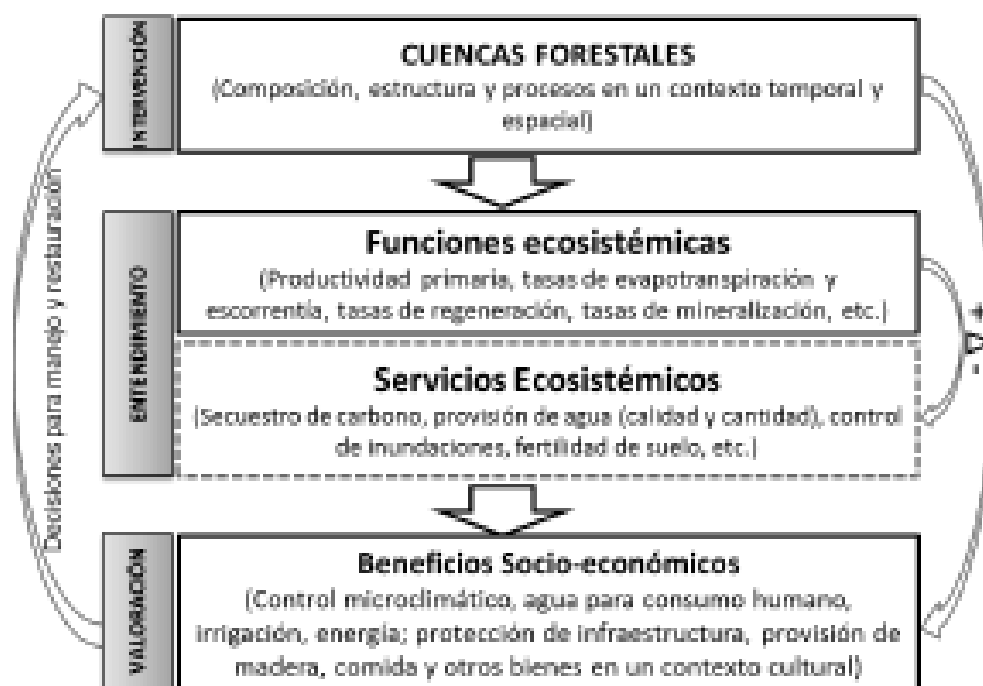 INTERVENCIÓN
CUENCAS FORESTALES
(Composición, estructura y procesos en un contexto temporal y
espacial)
Decisiones para manejo y restauración
ENTENDIMIENTO
Funciones ecosistémicas
(Productividad primaria, tasas de evapotranspiración y
escorrentía, tasas de regeneración, tasas de mineralización, etc.)
Servicios Ecosistémicos
(Secuestro de carbono, provisión de agua (calidad y cantidad), control
de inundaciones, fertilidad de suelo, etc.)
+
-
VALORACIÓN
Beneficios Socio-económicos
(Control microclimático, agua para consumo humano,
irrigación, energía; protección de infraestructura, provisión de
madera, comida y otros bienes en un contexto cultural)